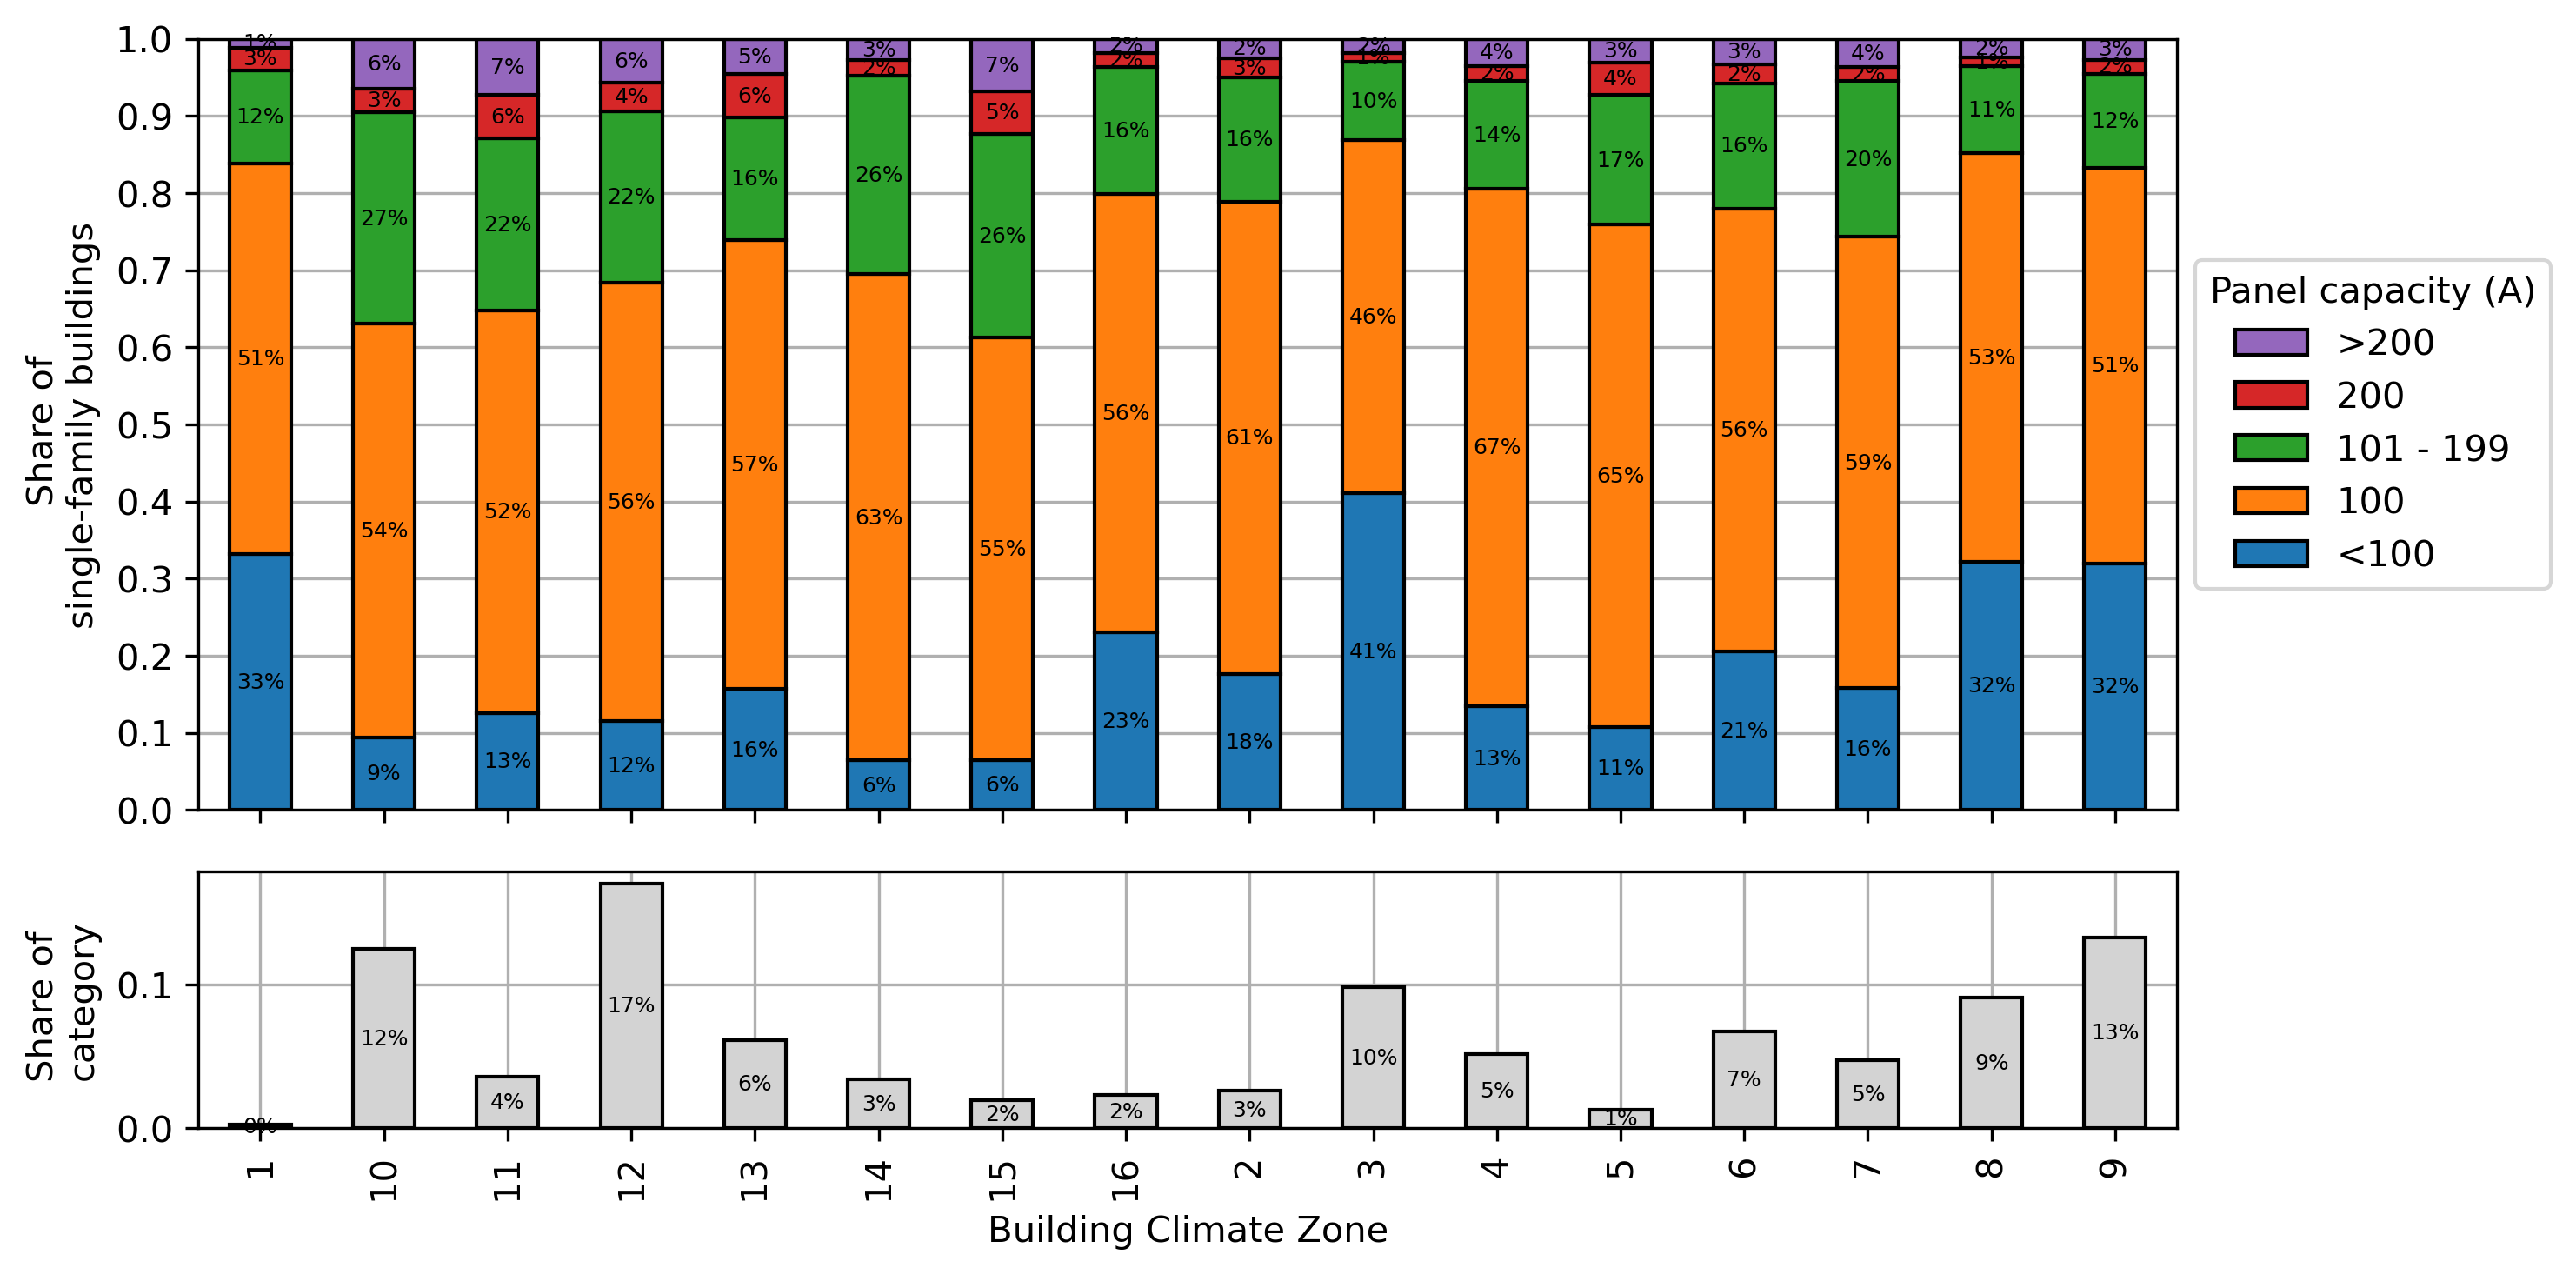 1.0
0.9
0.8
0.7
0.6
0.5
0.4
0.3
0.2
0.1
0.0
Share of
single-family buildings
1% 6% 7% 6% 5% 3% 7% 2% 2% 2% 4% 3% 3% 4% 2% 3%
3% 3% 6% 4% 6% 2% 5% 2% 3% 1% 2% 4% 2% 2% 1% 2%
12% 27% 22% 22% 16% 26% 26% 16% 16% 10% 14% 17% 16% 20% 11% 12%
51% 54% 52% 56% 57% 63% 55% 56% 61% 46% 67% 65% 56% 59% 53% 51%
33% 9% 13% 12% 16% 6% 6% 23% 18% 41% 13% 11% 21% 16% 32% 32%
Panel capacity (A)
>200
200
101 - 199
100
<100
Share of
category
0.1
0.0
0% 12% 4% 17% 6% 3% 2% 2% 3% 10% 5% 1% 7% 5% 9% 13%
1 10 11 12 13 14 15 16 2 3 4 5 6 7 8 9
Building Climate Zone